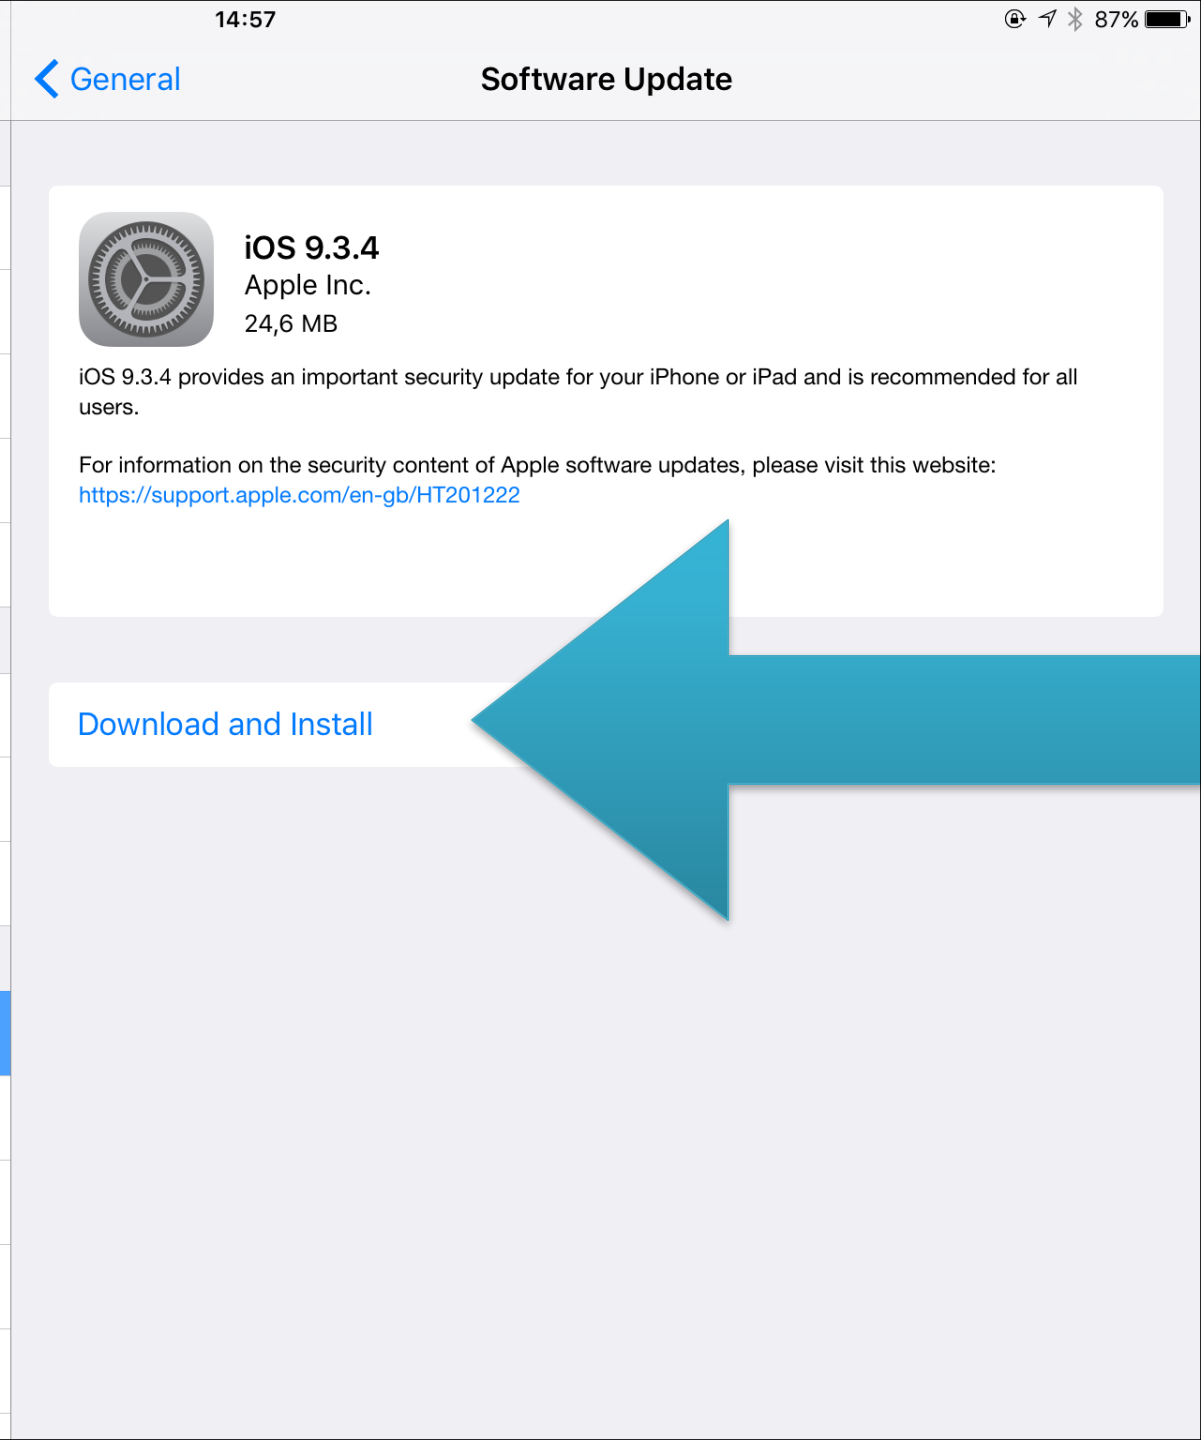 14:57
87%
General
Software Update
iOS 9.3.4
Apple Inc.
24,6 MB
iOS 9.3.4 provides an important security update for your iPhone or iPad and is recommended for all
users.
For information on the security content of Apple software updates, please visit this website:
https://support.apple.com/en-gb/HT201222
Download and Install